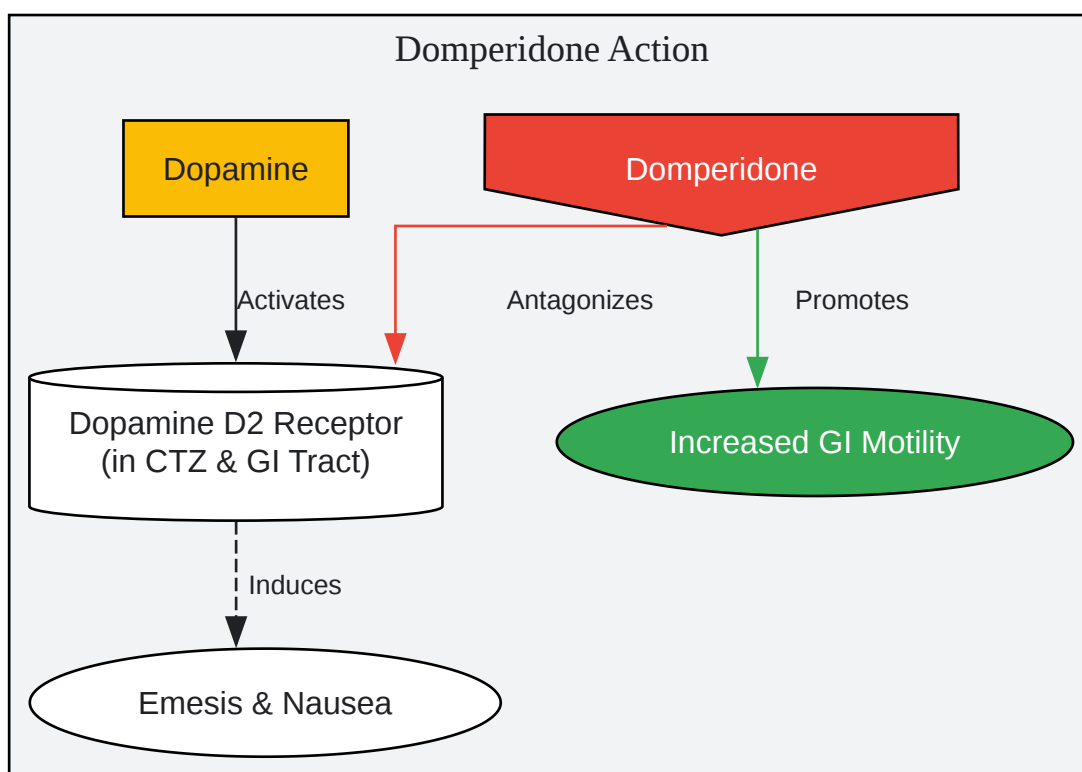 Domperidone Action
Dopamine
Domperidone
Activates
Antagonizes
Promotes
Dopamine D2 Receptor
(in CTZ & GI Tract)
Increased GI Motility
Induces
Emesis & Nausea